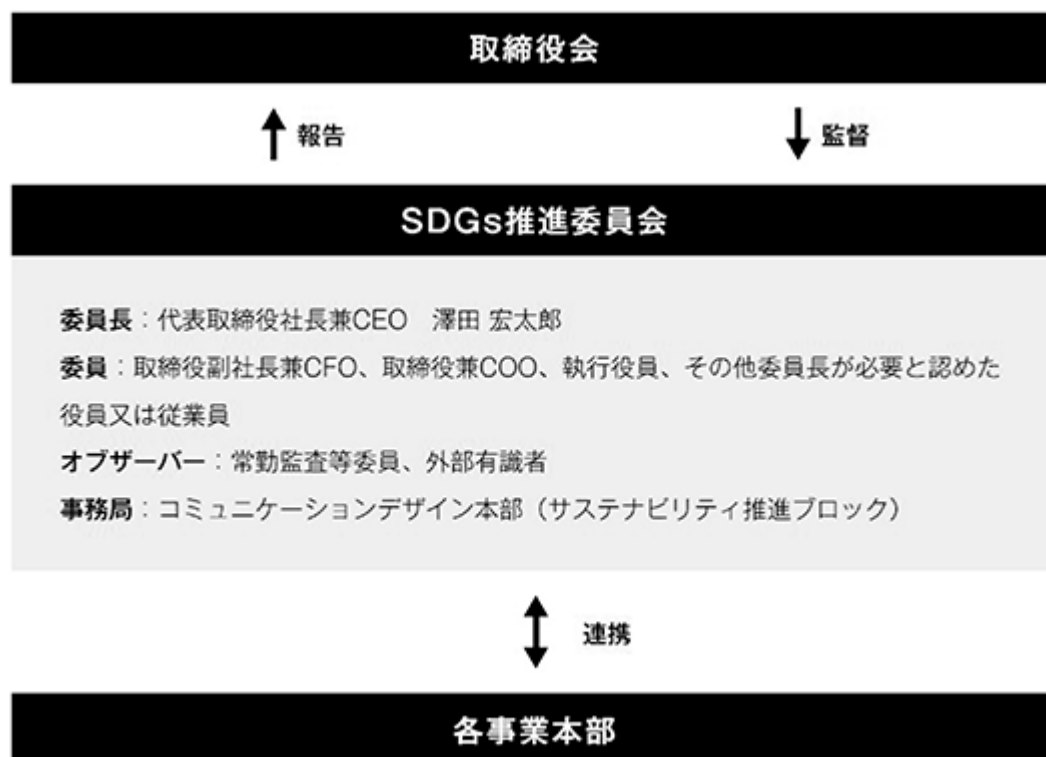 取締役会
報告
監督
SDGs推進委員会
委員長：代表取締役社長兼CEO　澤田 宏太郎
委員：取締役副社長兼CFO、取締役兼COO、執行役員、その他委員長が必要と認めた
役員又は従業員
オブザーバー：常勤監査等委員、外部有識者
事務局：コミュニケーションデザイン本部（サステナビリティ推進ブロック）
連携
各事業本部